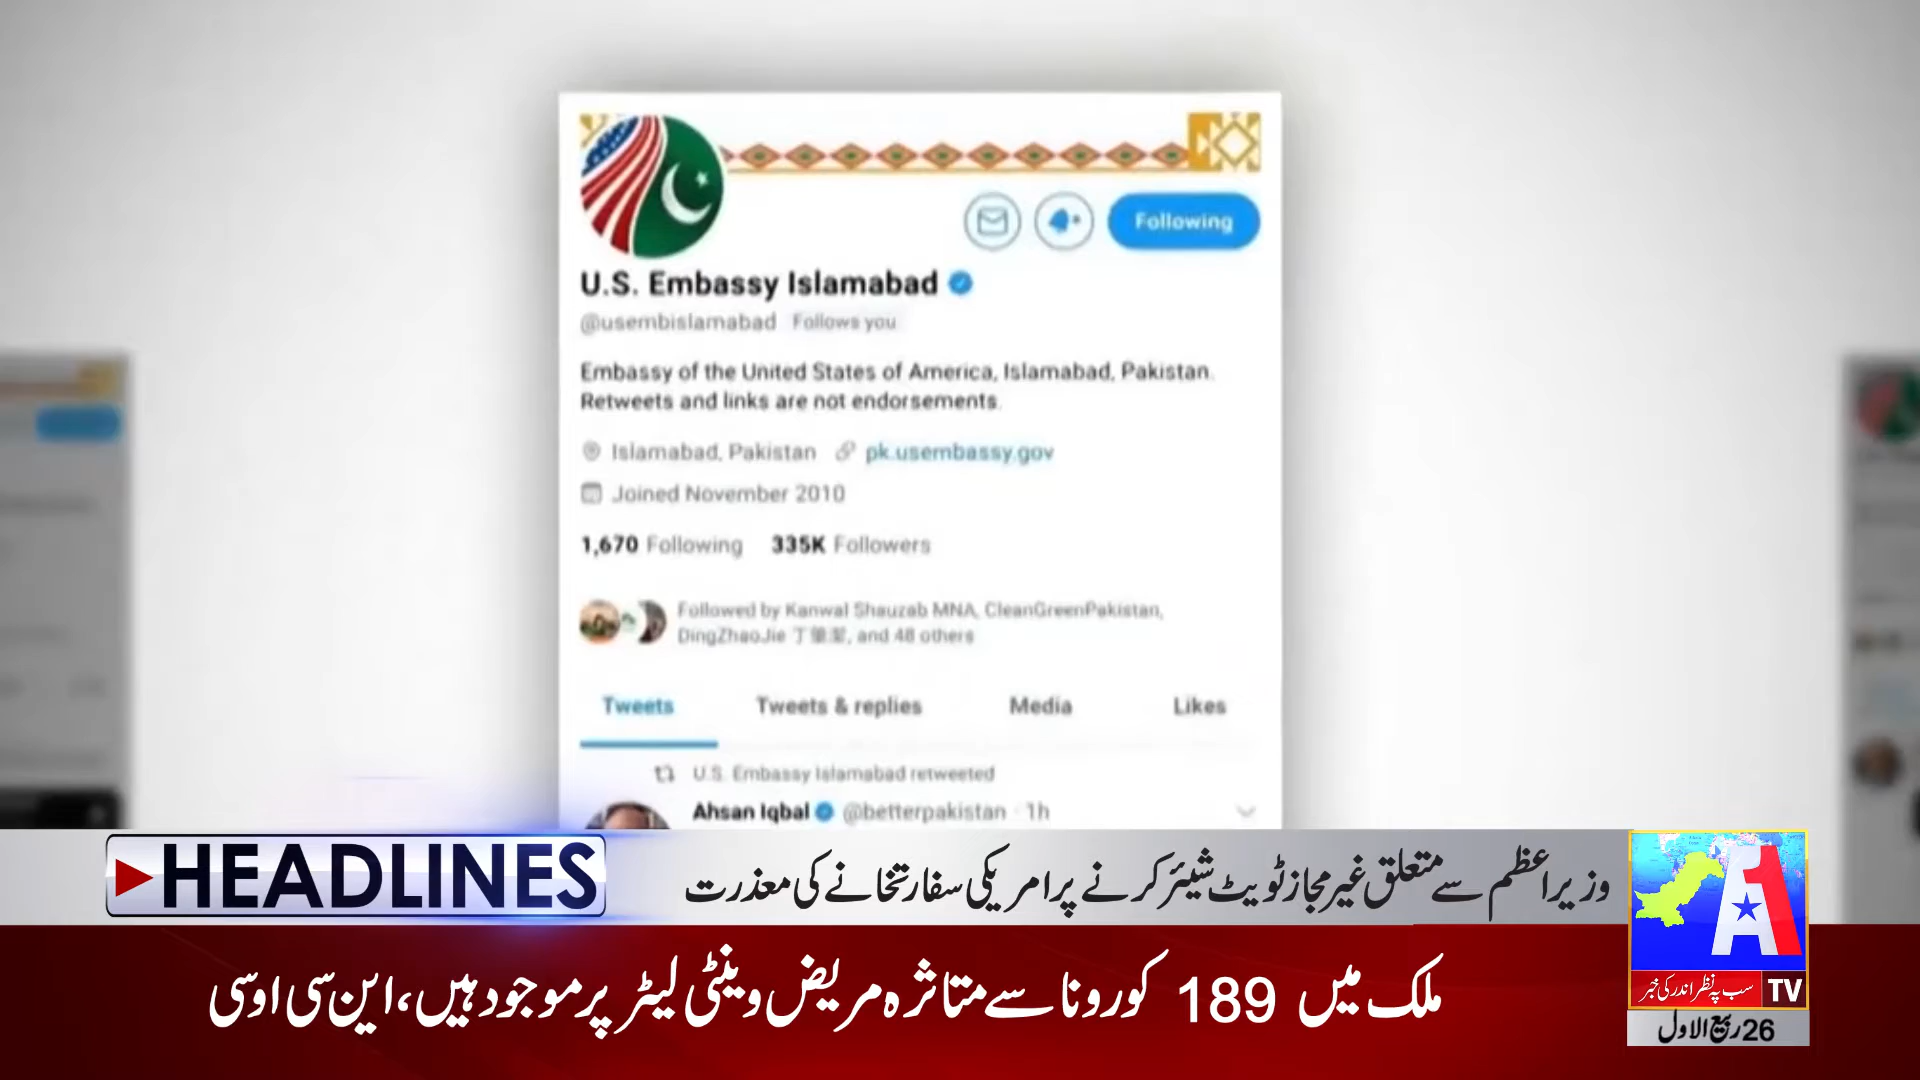 Following
U.S. Embassy Islamabad
@usembislamabad Follows you
Embassy of the United States of America, Islamabad, Pakistan.
Retweets and links are not endorsements.
Islamabad, Pakistan pk.usembassy.gov
Joined November 2010
1,670 Following 335K Followers
Followed by Kanwal Shauzab MNA, CleanGreenPakistan,
DingZhaoJie 丁, and 48 others
Tweets Tweets & replies Media Likes
U.S. Embassy Islamabad retweeted
Ahsan Iqbal @betterpakistan · 1h
HEADLINES
وزیراعظم سے متعلق غیر مجاز ٹویٹ شیئر کرنے پر امریکی سفارتخانے کی معذرت
ملک میں 189 کورونا سے متاثرہ مریض وینٹی لیٹر پر موجود ہیں، این سی او سی
A1
سب پہ نظر اندر کی خبر TV
26 ربیع الاول